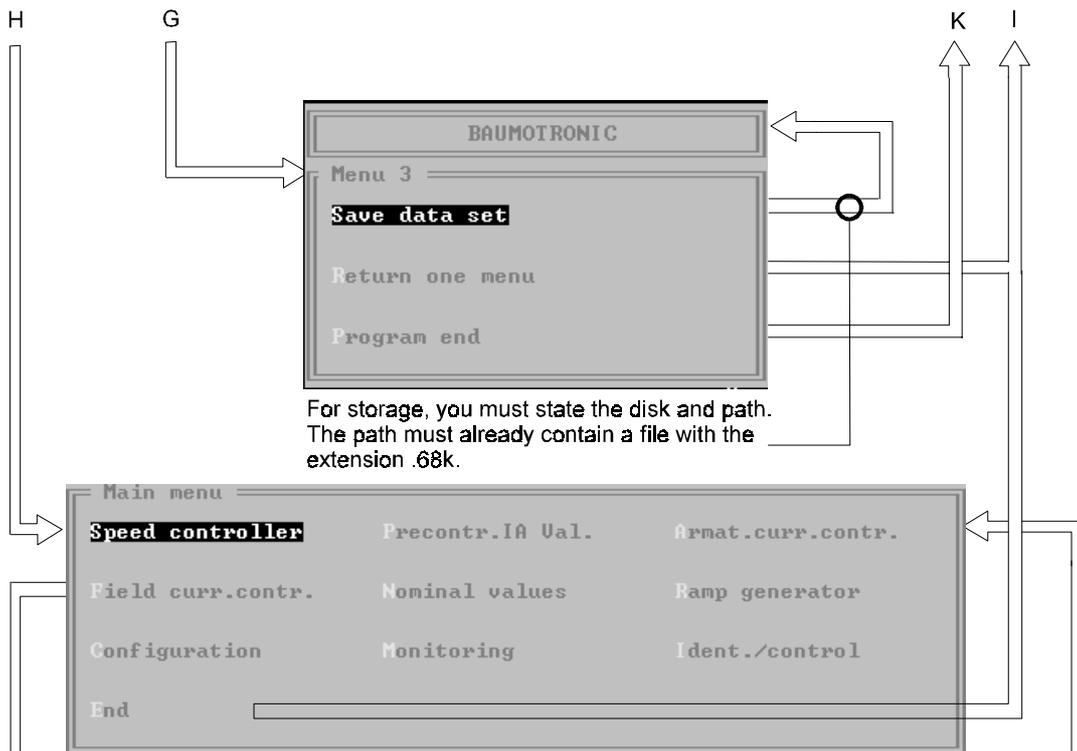 H G K I
BAUMOTRONIC
Menu 3
Save data set
Return one menu
Program end
For storage, you must state the disk and path.
The path must already contain a file with the
extension .68k.
Main menu
Speed controller Precontr.IA Val. Armat.curr.contr.
Field curr.contr. Nominal values Ramp generator
Configuration Monitoring Ident./control
End